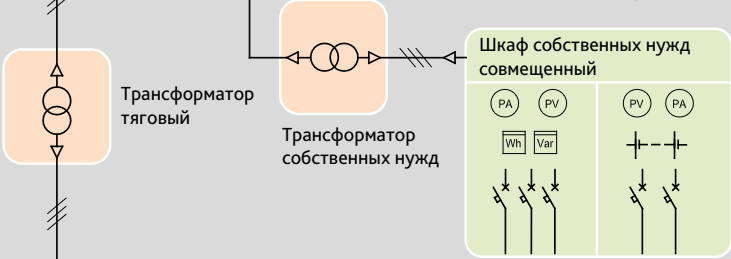 Шкаф собственных нужд
совмещенный
PA PV PV PA
Трансформатор
тяговый
Трансформатор
собственных нужд
Wh Var